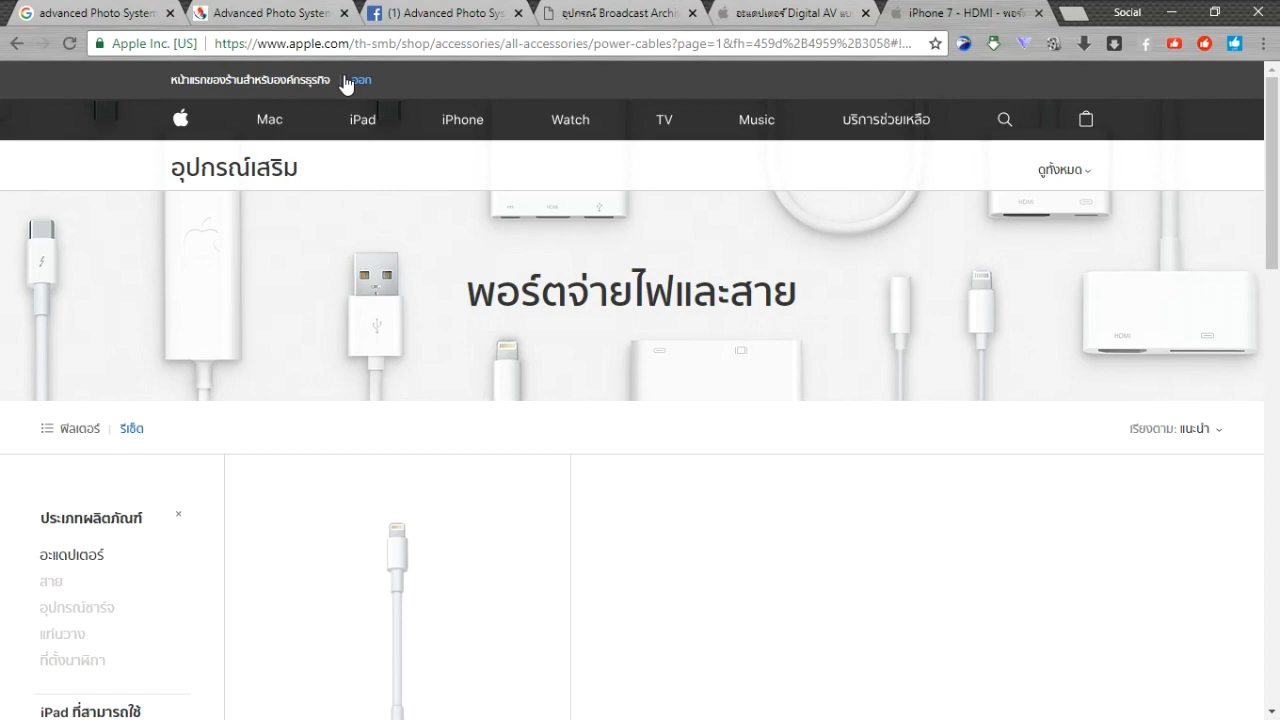 advanced Photo System
Advanced Photo System
(1) Advanced Photo Sys
อุปกรณ์ Broadcast Archi
อะแดปเตอร์ Digital AV แบ
iPhone 7 - HDMI - พอร์ต
Social
Apple Inc. [US]
https://www.apple.com/th-smb/shop/accessories/all-accessories/power-cables?page=1&fh=459d%2B4959%2B3058#!...
หน้าแรกของร้านสำหรับองค์กรธุรกิจ
Mac
iPad
iPhone
Watch
TV
Music
บริการช่วยเหลือ
อุปกรณ์เสริม
ดูทั้งหมด
HDMI
HDMI
พอร์ตจ่ายไฟและสาย
HDMI
ฟิลเตอร์
รีเซ็ต
เรียงตาม: แนะนำ
ประเภทผลิตภัณฑ์
อะแดปเตอร์
สาย
อุปกรณ์ชาร์จ
แท่นวาง
ที่ตั้งนาฬิกา
iPad ที่สามารถใช้